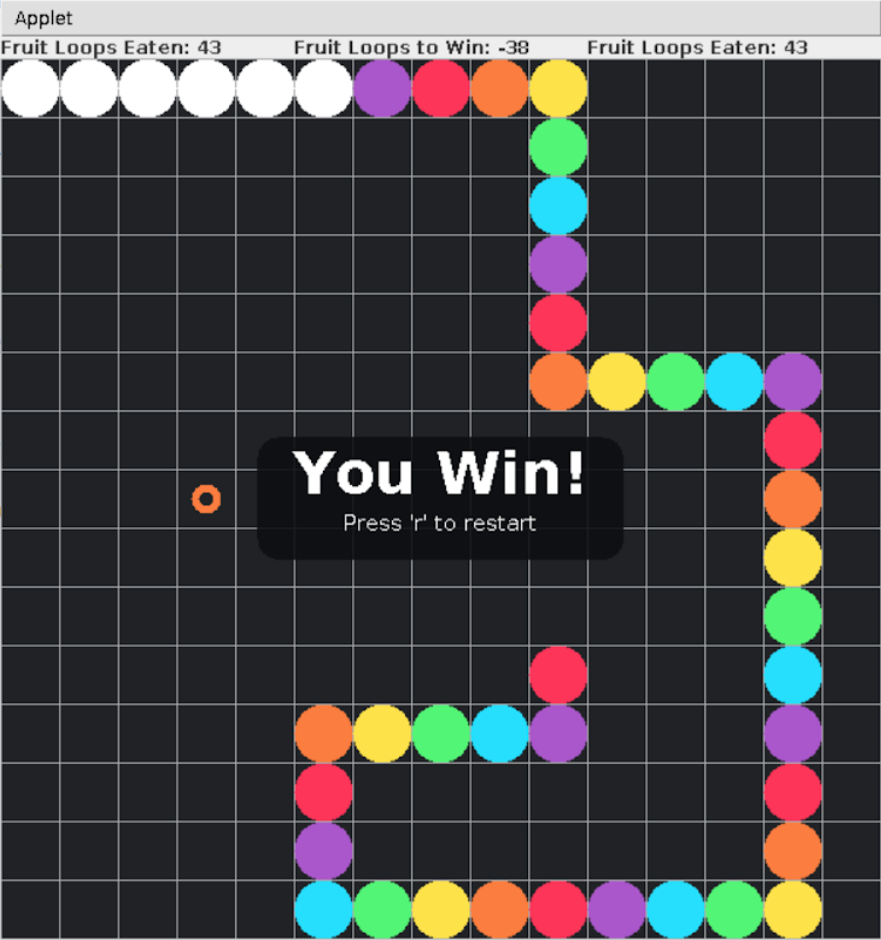 Applet
Fruit Loops Eaten: 43 Fruit Loops to Win: -38 Fruit Loops Eaten: 43
You Win!
Press 'r' to restart